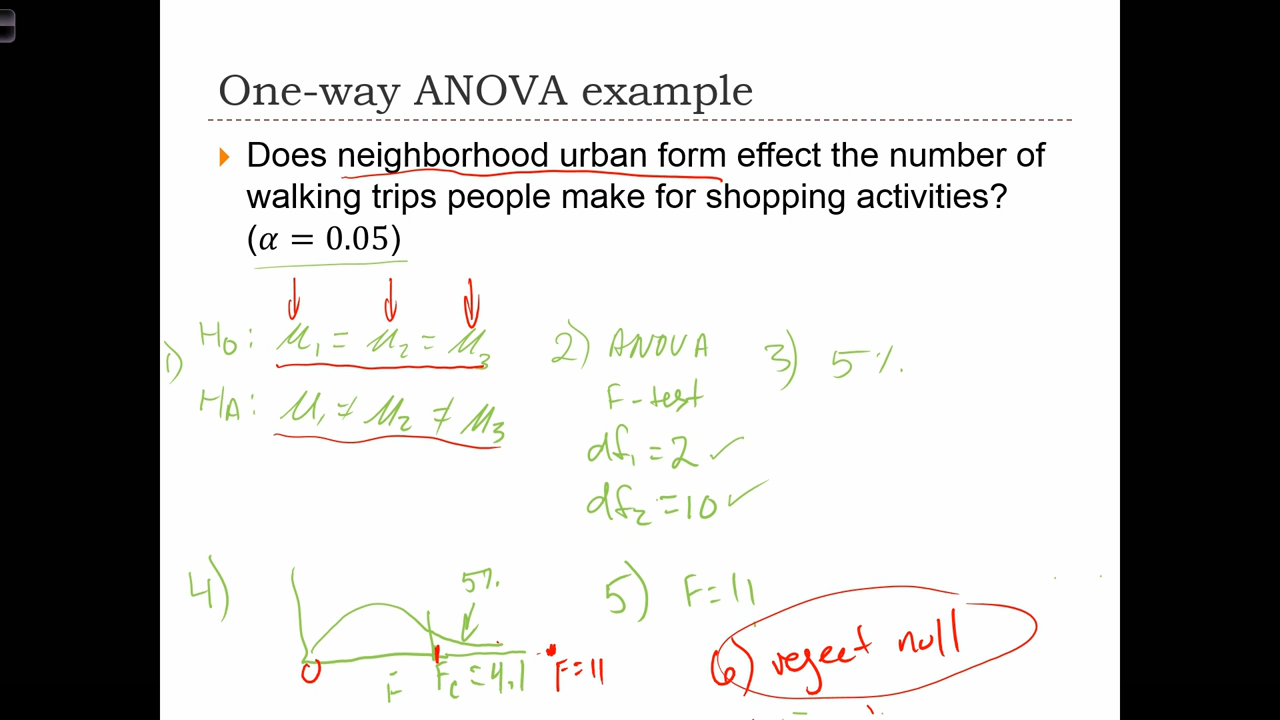 One-way ANOVA example
Does neighborhood urban form effect the number of
walking trips people make for shopping activities?
(α = 0.05)
1) H₀: μ₁ = μ₂ = μ₃
Hᴀ: μ₁ ≠ μ₂ ≠ μ₃
2) ANOVA
F-test
df₁ = 2 ✓
df₂ = 10 ✓
3) 5%
4)
5%
0
F
F꜀ = 4.1
F=11
5) F=11
6) reject null